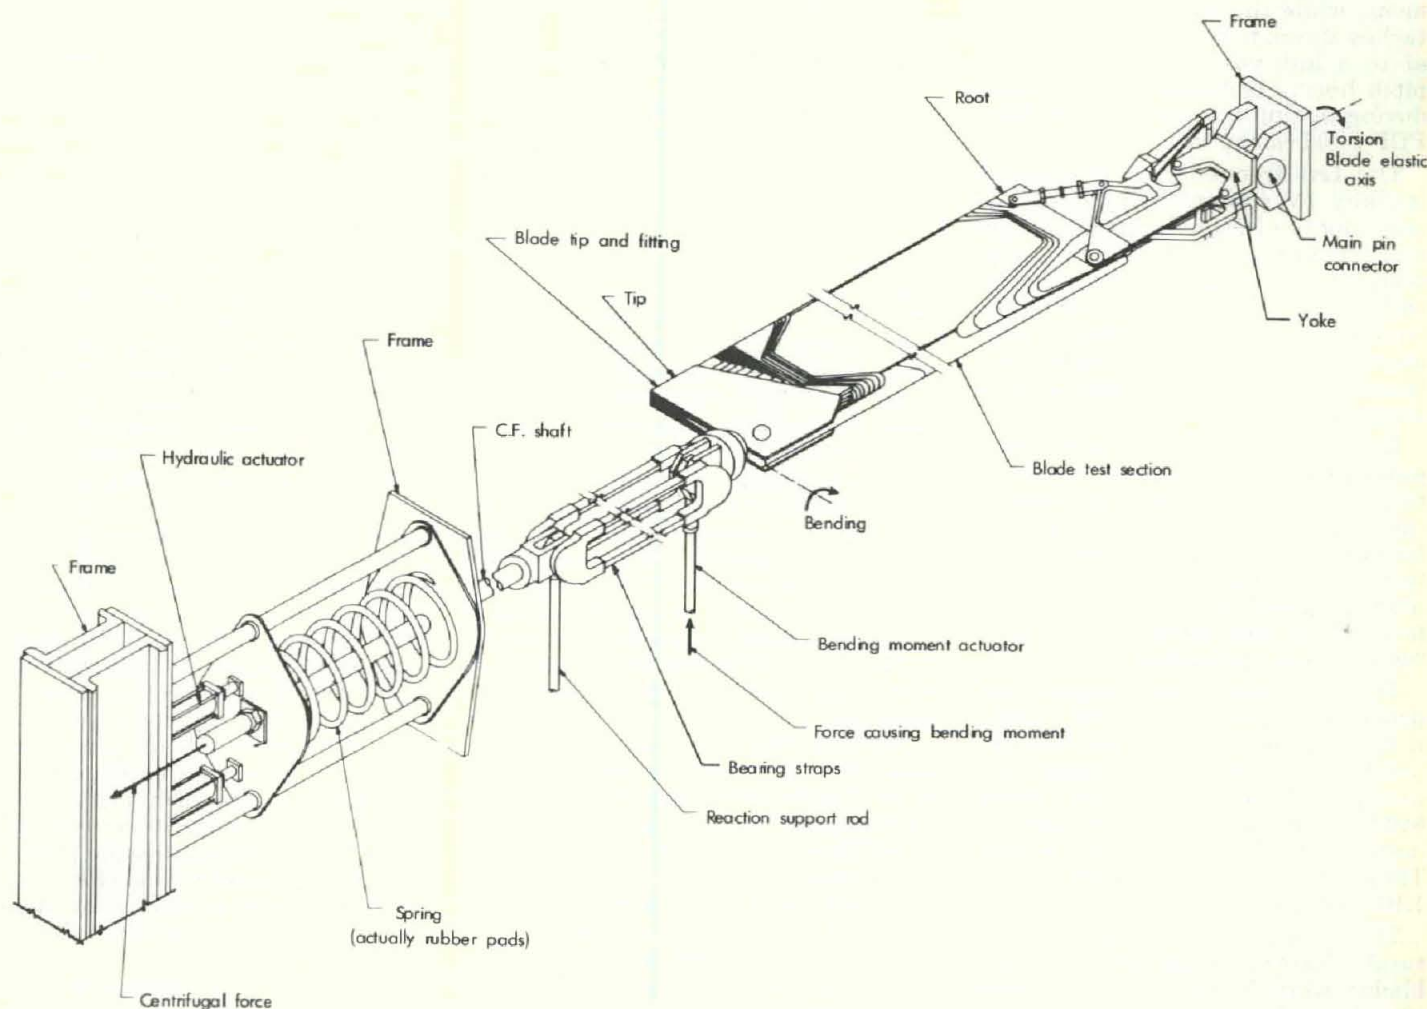 Frame
Root
Torsion
Blade elastic
axis
Blade tip and fitting
Main pin
connector
Tip
Yoke
Frame
C.F. shaft
Hydraulic actuator
Blade test section
Bending
Frame
Bending moment actuator
Force causing bending moment
Bearing straps
Reaction support rod
Spring
(actually rubber pads)
Centrifugal force